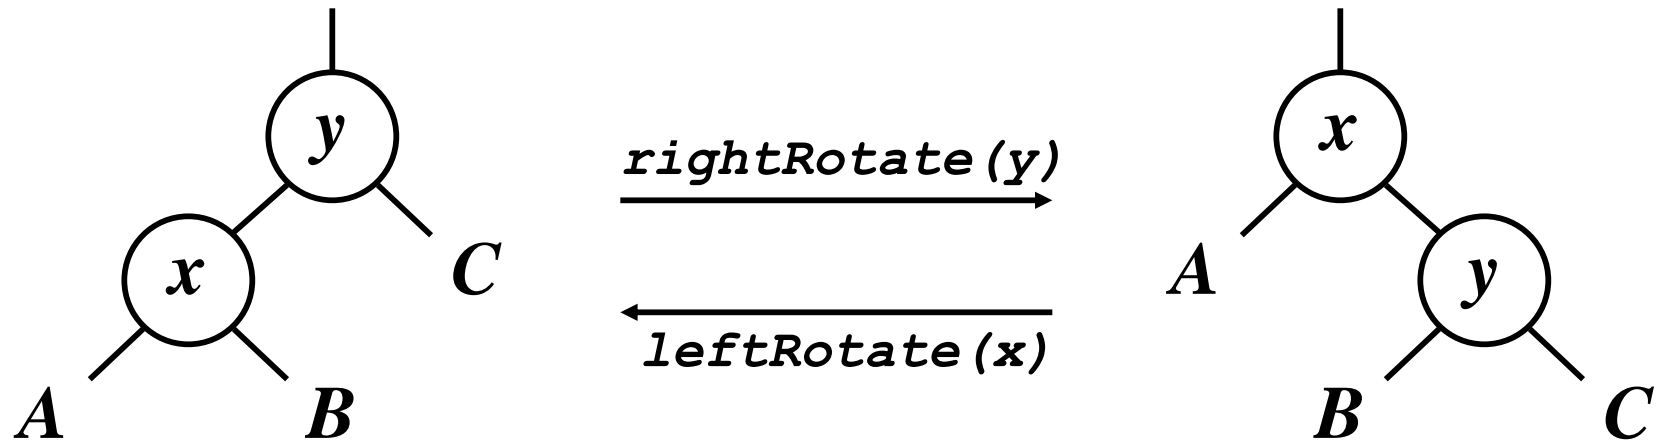 y
x
A
B
C
rightRotate(y)
leftRotate(x)
x
A
y
B
C